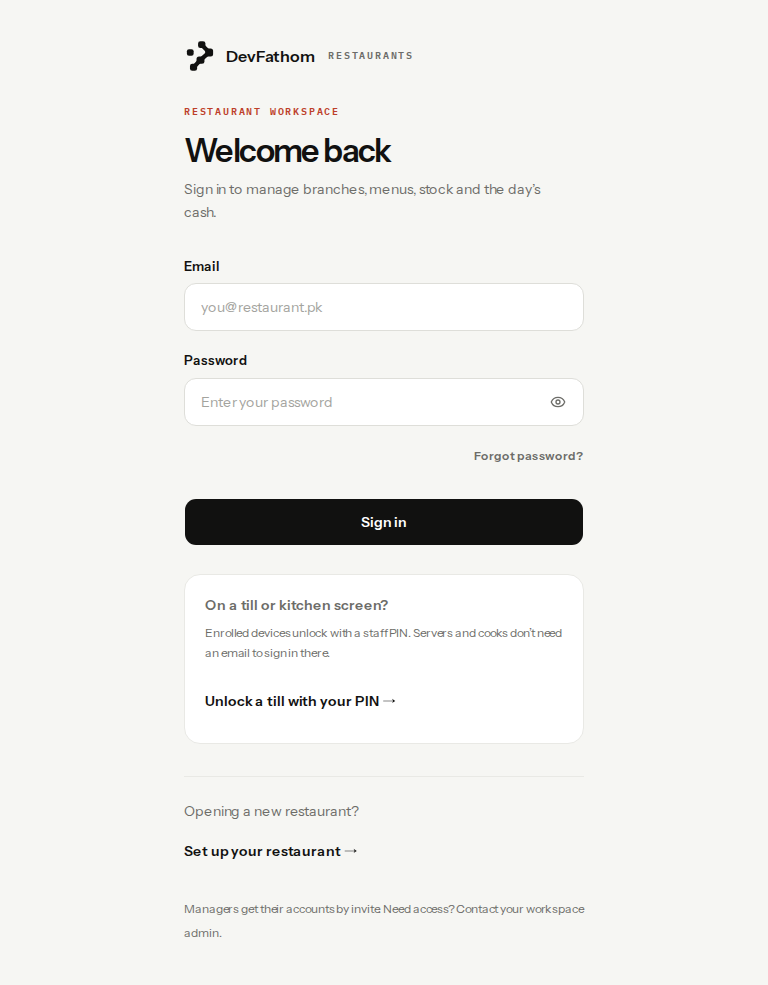 DevFathom RESTAURANTS
RESTAURANT WORKSPACE
Welcome back
Sign in to manage branches, menus, stock and the day's
cash.
Email
you@restaurant.pk
Password
Enter your password
Forgot password?
Sign in
On a till or kitchen screen?
Enrolled devices unlock with a staff PIN. Servers and cooks don't need
an email to sign in there.
Unlock a till with your PIN →
Opening a new restaurant?
Set up your restaurant →
Managers get their accounts by invite. Need access? Contact your workspace
admin.